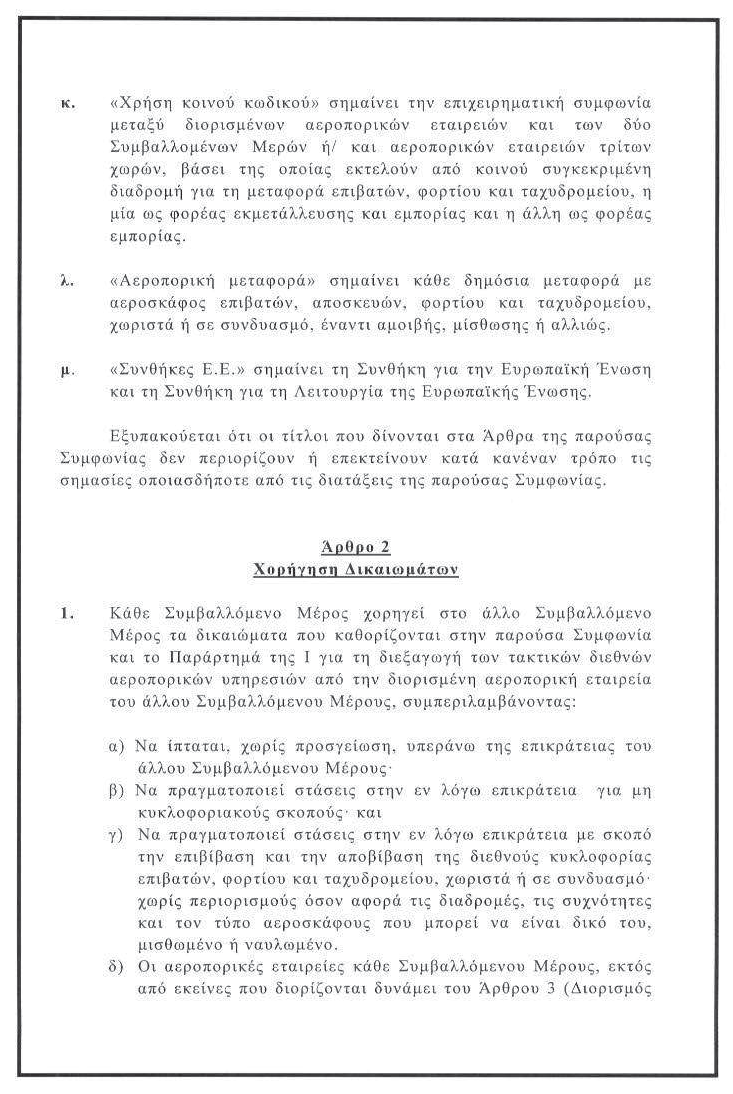 κ. «Χρήση κοινού κωδικού» σημαίνει την επιχειρηματική συμφωνία
μεταξύ διορισμένων αεροπορικών εταιρειών και των δύο
Συμβαλλομένων Μερών ή/ και αεροπορικών εταιρειών τρίτων
χωρών, βάσει της οποίας εκτελούν από κοινού συγκεκριμένη
διαδρομή για τη μεταφορά επιβατών, φορτίου και ταχυδρομείου, η
μία ως φορέας εκμετάλλευσης και εμπορίας και η άλλη ως φορέας
εμπορίας.
λ. «Αεροπορική μεταφορά» σημαίνει κάθε δημόσια μεταφορά με
αεροσκάφος επιβατών, αποσκευών, φορτίου και ταχυδρομείου,
χωριστά ή σε συνδυασμό, έναντι αμοιβής, μίσθωσης ή αλλιώς.
μ. «Συνθήκες Ε.Ε.» σημαίνει τη Συνθήκη για την Ευρωπαϊκή Ένωση
και τη Συνθήκη για τη Λειτουργία της Ευρωπαϊκής Ένωσης.
Εξυπακούεται ότι οι τίτλοι που δίνονται στα Άρθρα της παρούσας
Συμφωνίας δεν περιορίζουν ή επεκτείνουν κατά κανέναν τρόπο τις
σημασίες οποιασδήποτε από τις διατάξεις της παρούσας Συμφωνίας.
Άρθρο 2
Χορήγηση Δικαιωμάτων
1. Κάθε Συμβαλλόμενο Μέρος χορηγεί στο άλλο Συμβαλλόμενο
Μέρος τα δικαιώματα που καθορίζονται στην παρούσα Συμφωνία
και το Παράρτημά της Ι για τη διεξαγωγή των τακτικών διεθνών
αεροπορικών υπηρεσιών από την διορισμένη αεροπορική εταιρεία
του άλλου Συμβαλλόμενου Μέρους, συμπεριλαμβάνοντας:
α) Να ίπταται, χωρίς προσγείωση, υπεράνω της επικράτειας του
άλλου Συμβαλλόμενου Μέρους·
β) Να πραγματοποιεί στάσεις στην εν λόγω επικράτεια για μη
κυκλοφοριακούς σκοπούς· και
γ) Να πραγματοποιεί στάσεις στην εν λόγω επικράτεια με σκοπό
την επιβίβαση και την αποβίβαση της διεθνούς κυκλοφορίας
επιβατών, φορτίου και ταχυδρομείου, χωριστά ή σε συνδυασμό·
χωρίς περιορισμούς όσον αφορά τις διαδρομές, τις συχνότητες
και τον τύπο αεροσκάφους που μπορεί να είναι δικό του,
μισθωμένο ή ναυλωμένο.
δ) Οι αεροπορικές εταιρείες κάθε Συμβαλλόμενου Μέρους, εκτός
από εκείνες που διορίζονται δυνάμει του Άρθρου 3 (Διορισμός